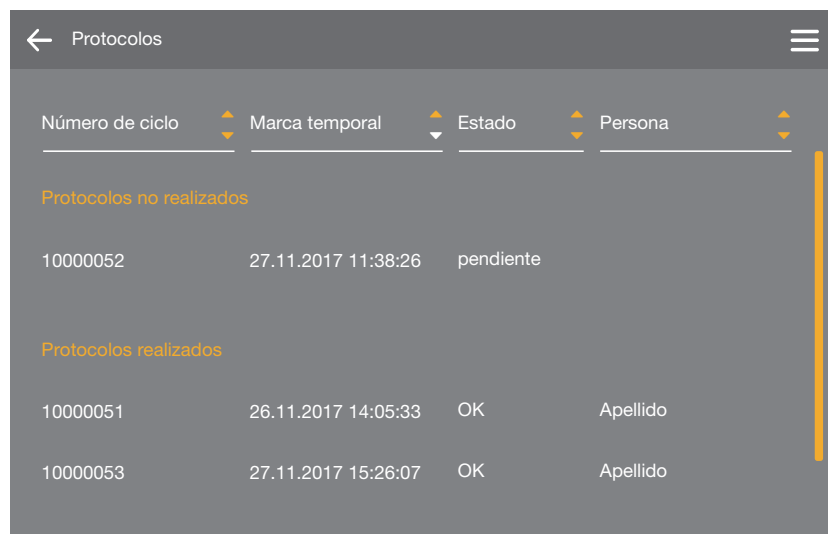 Protocolos
Número de ciclo Marca temporal Estado Persona
Protocolos no realizados
10000052 27.11.2017 11:38:26 pendiente
Protocolos realizados
10000051 26.11.2017 14:05:33 OK Apellido
10000053 27.11.2017 15:26:07 OK Apellido